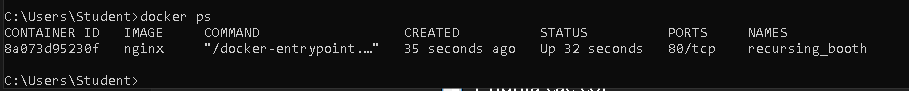 C:\Users\Student>docker ps
CONTAINER ID   IMAGE     COMMAND                  CREATED          STATUS          PORTS     NAMES
8a073d95230f   nginx     "/docker-entrypoint.…"   35 seconds ago   Up 32 seconds   80/tcp    recursing_booth
C:\Users\Student>